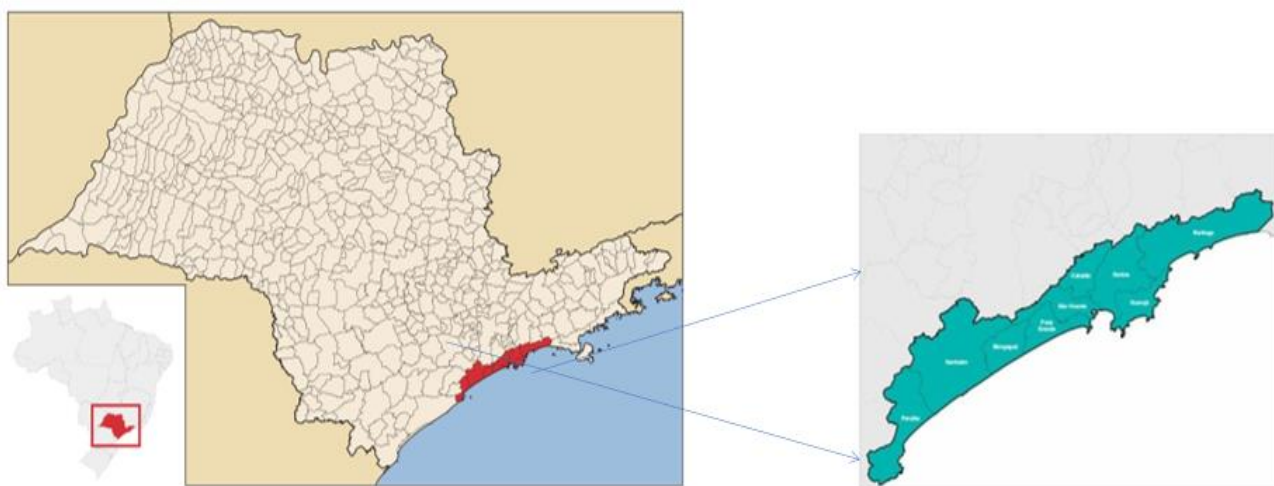 Bertioga
Cubatão
Santos
Guarujá
São Vicente
Praia
Grande
Mongaguá
Itanhaém
Peruíbe